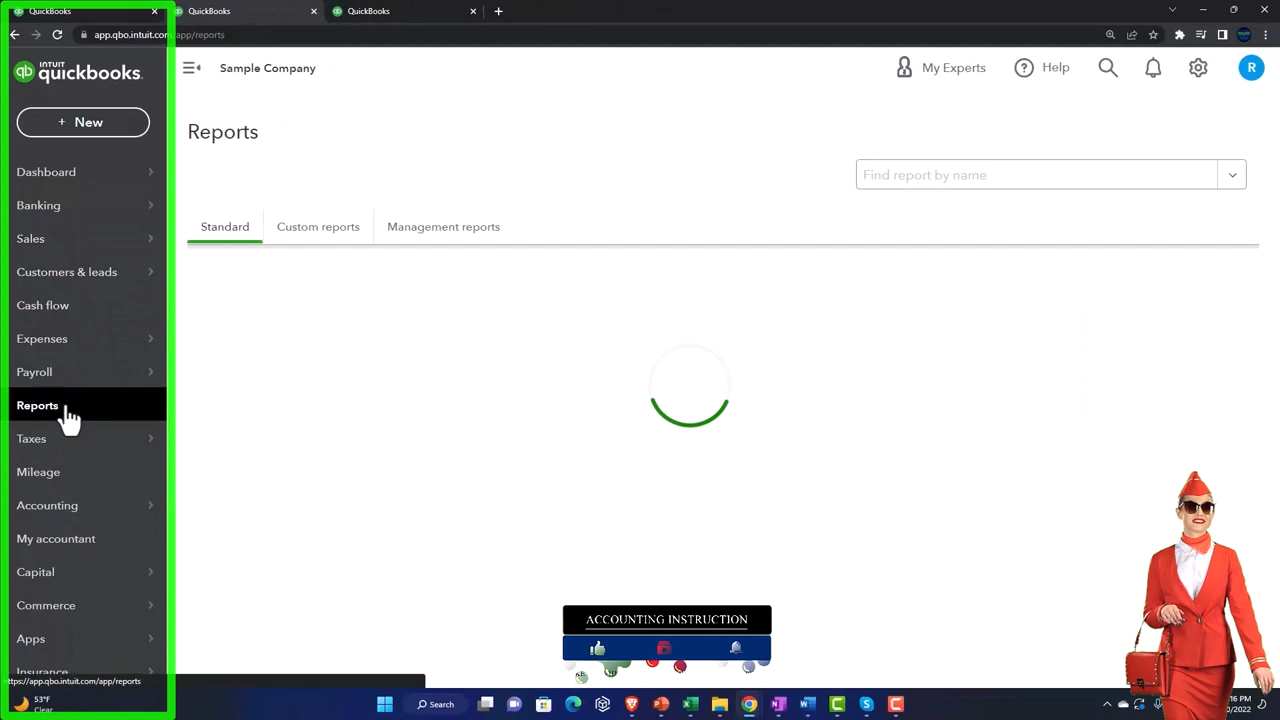 QuickBooks
QuickBooks
QuickBooks
app.qbo.intuit.com/app/reports
INTUIT
quickbooks.
Sample Company
My Experts
Help
R
+ New
Reports
Find report by name
Standard
Custom reports
Management reports
Dashboard
Banking
Sales
Customers & leads
Cash flow
Expenses
Payroll
Reports
Taxes
Mileage
Accounting
My accountant
Capital
Commerce
Apps
Insurance
ACCOUNTING INSTRUCTION
https://app.qbo.intuit.com/app/reports
53°F
Clear
Search